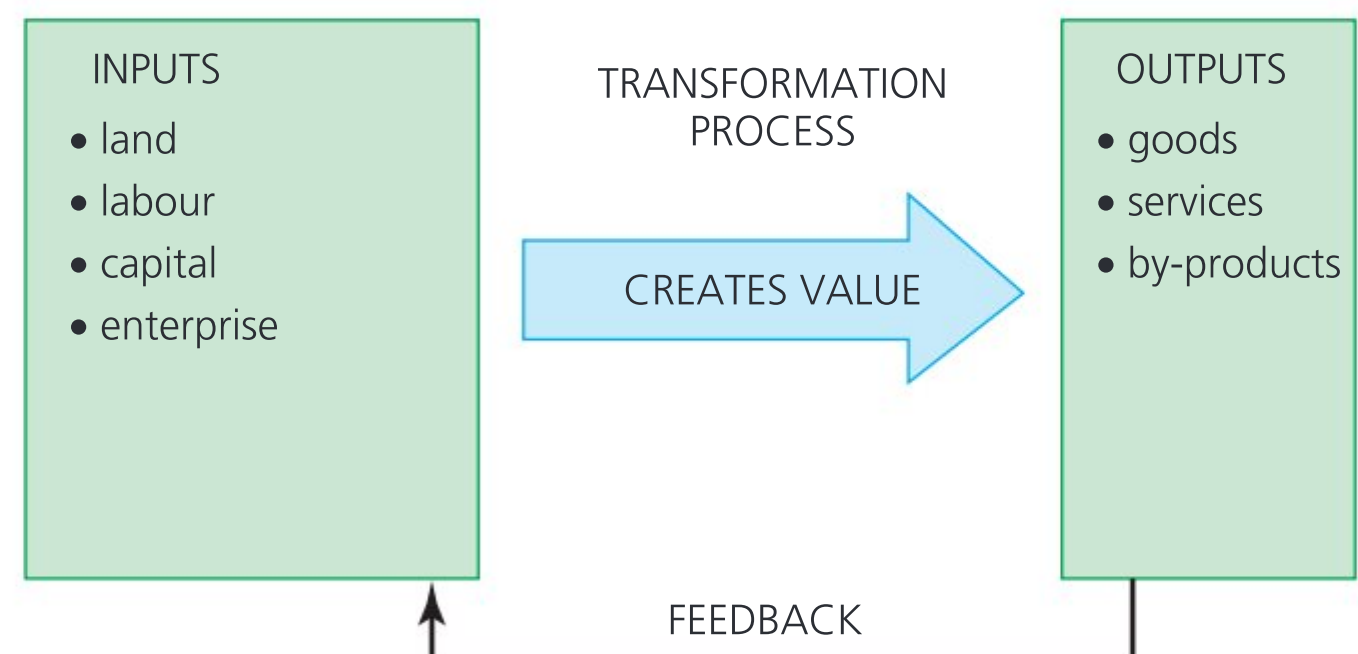 INPUTS
• land
• labour
• capital
• enterprise
TRANSFORMATION
PROCESS
CREATES VALUE
OUTPUTS
• goods
• services
• by-products
FEEDBACK